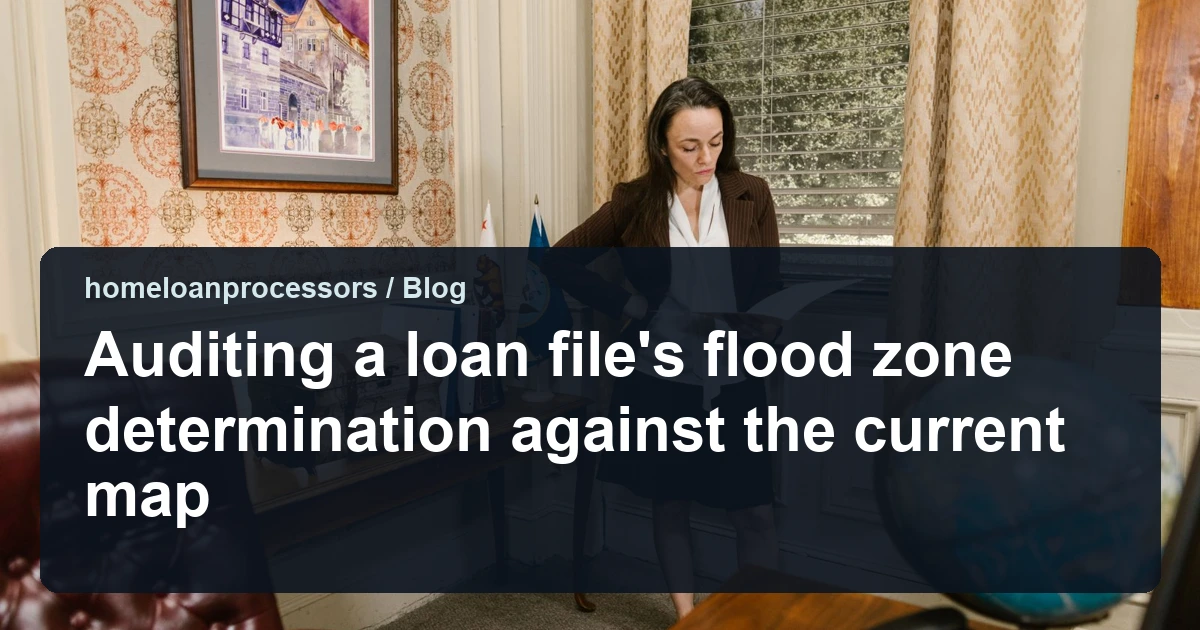 homeloanprocessors / Blog
Auditing a loan file's flood zone
determination against the current
map